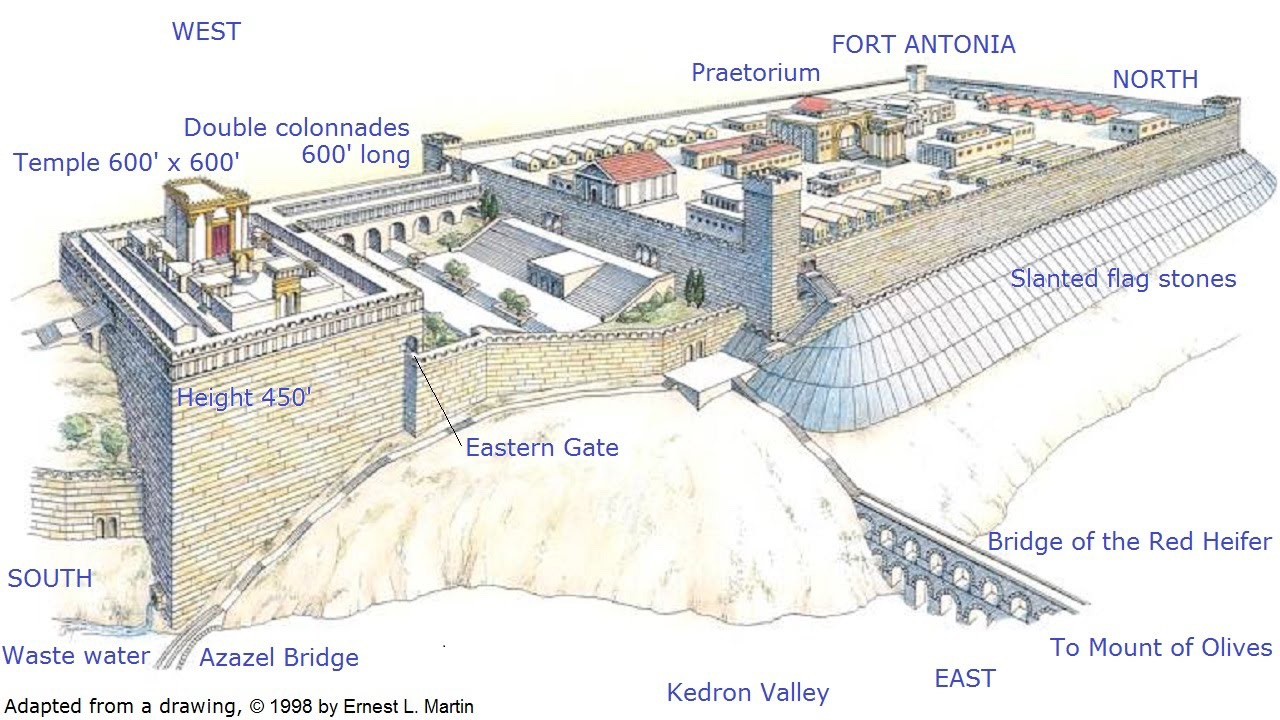 WEST
FORT ANTONIA
Praetorium
NORTH
Double colonnades
600' long
Temple 600' x 600'
Slanted flag stones
Height 450'
Eastern Gate
Bridge of the Red Heifer
SOUTH
To Mount of Olives
Waste water
Azazel Bridge
EAST
Kedron Valley
Adapted from a drawing, © 1998 by Ernest L. Martin